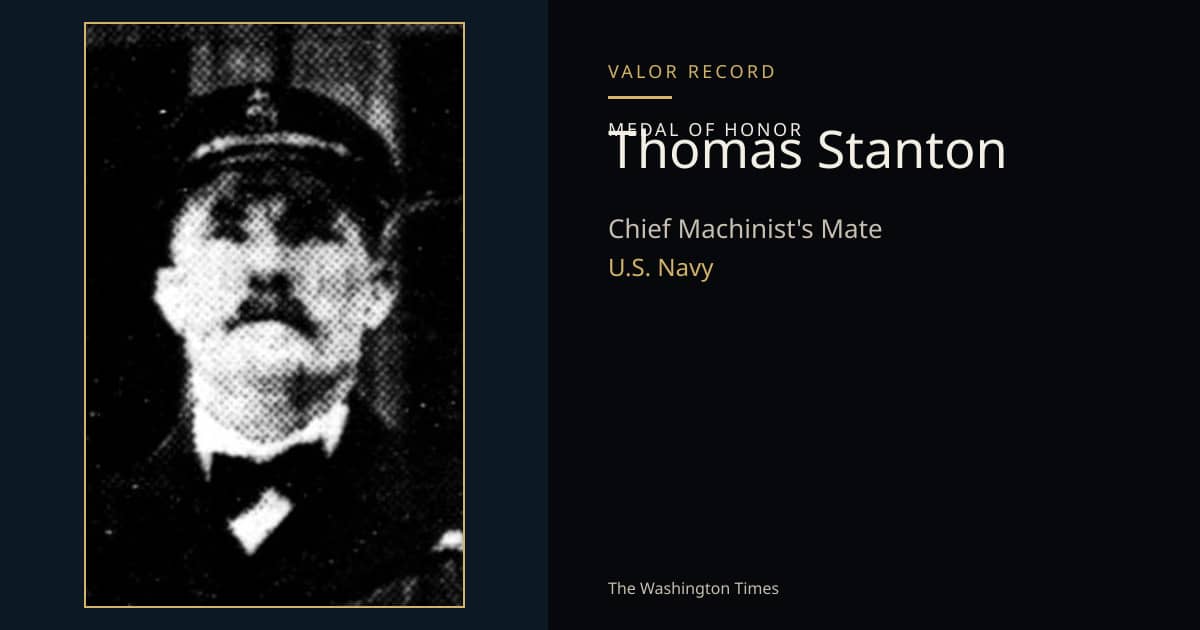 VALOR RECORD
MEDAL OF HONOR
Thomas Stanton
Chief Machinist's Mate
U.S. Navy
The Washington Times